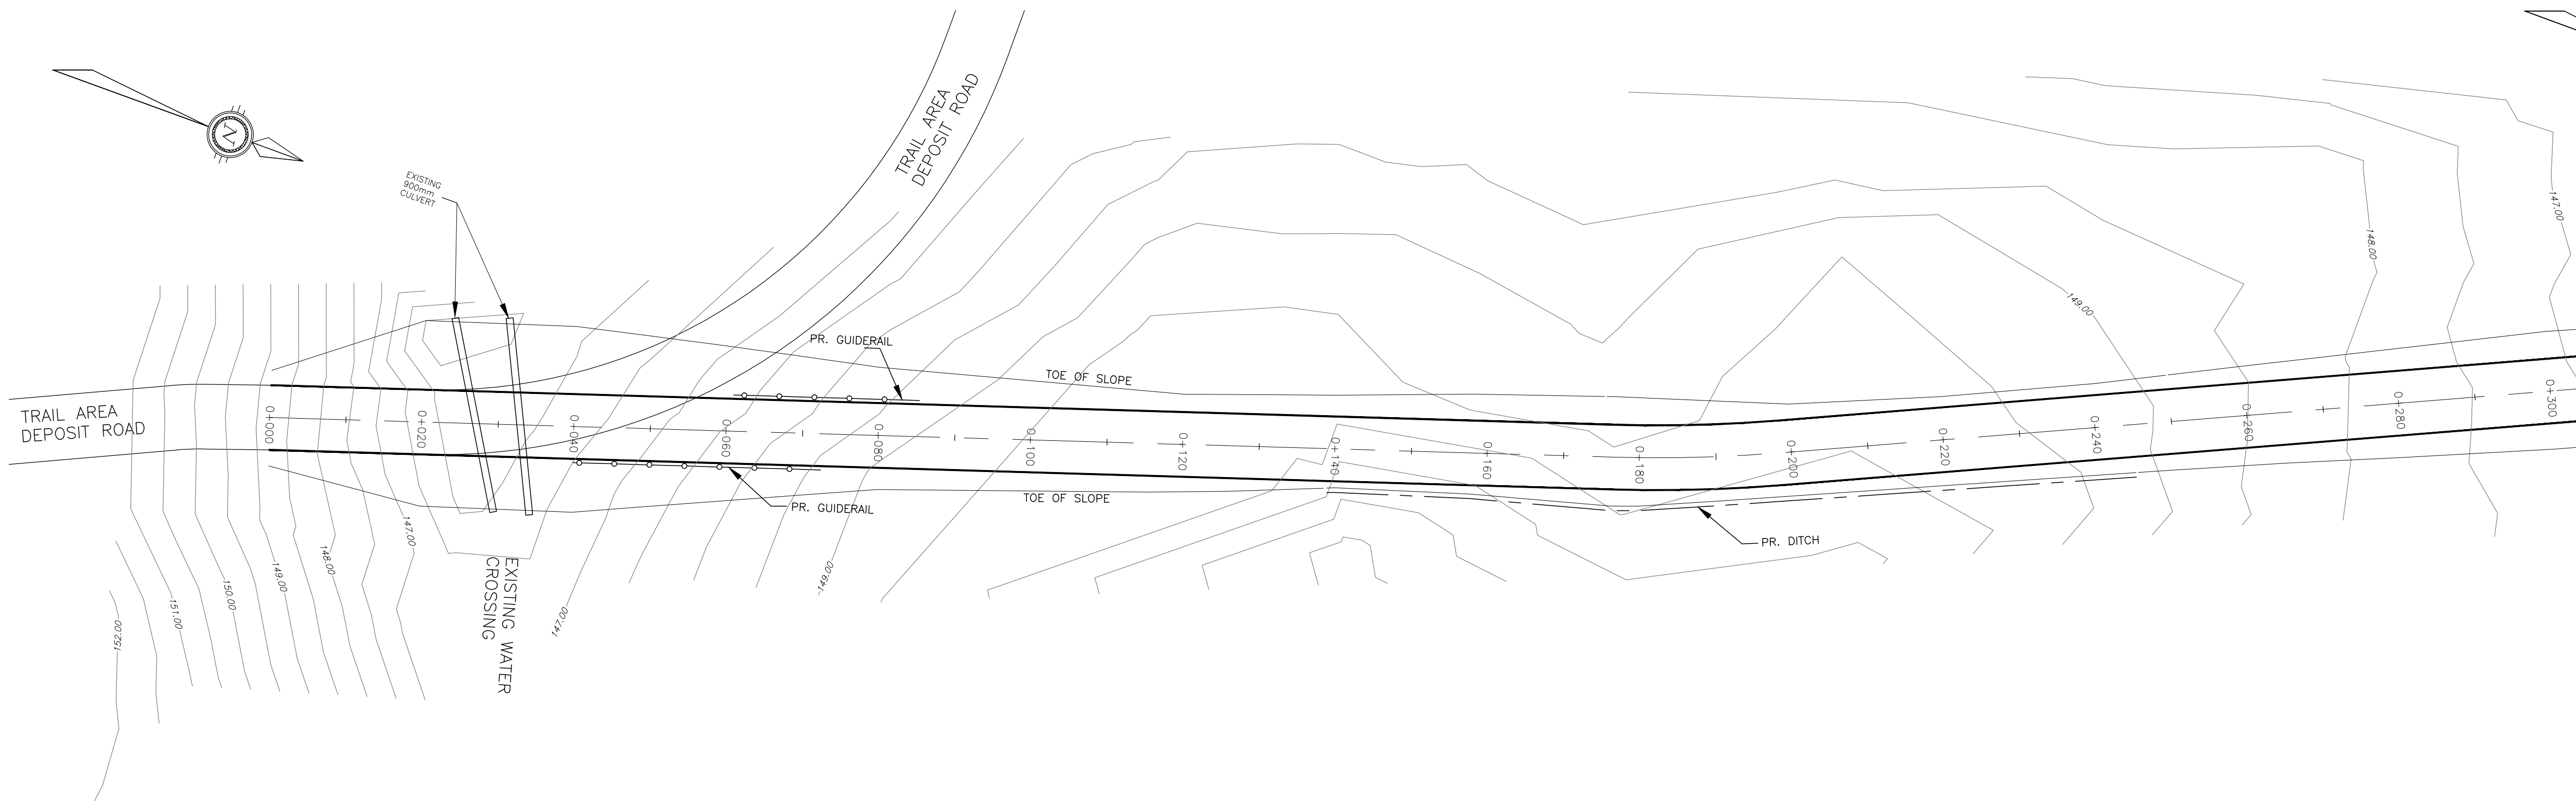 N
EXISTING
900mm
CULVERT
TRAIL AREA
DEPOSIT ROAD
TRAIL AREA
DEPOSIT ROAD
PR. GUIDERAIL
TOE OF SLOPE
0+000
0+020
0+040
0+060
0+080
0+100
0+120
0+140
0+160
0+180
0+200
0+220
0+240
0+260
0+280
0+300
PR. GUIDERAIL
TOE OF SLOPE
PR. DITCH
EXISTING WATER
CROSSING
152.00
151.00
150.00
149.00
148.00
147.00
147.00
149.00
149.00
148.00
147.00